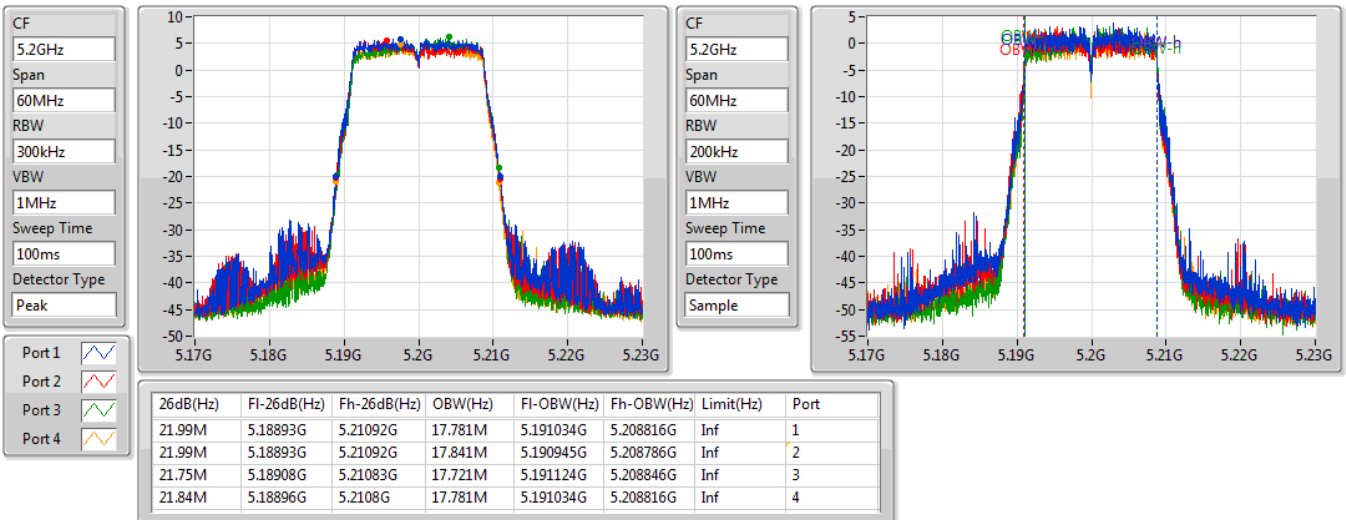 CF
5.2GHz
Span
60MHz
RBW
300kHz
VBW
1MHz
Sweep Time
100ms
Detector Type
Peak
10
5
0
-5
-10
-15
-20
-25
-30
-35
-40
-45
-50
5.17G 5.18G 5.19G 5.2G 5.21G 5.22G 5.23G
CF
5.2GHz
Span
60MHz
RBW
200kHz
VBW
1MHz
Sweep Time
100ms
Detector Type
Sample
5
0
-5
-10
-15
-20
-25
-30
-35
-40
-45
-50
-55
5.17G 5.18G 5.19G 5.2G 5.21G 5.22G 5.23G
Port 1
Port 2
Port 3
Port 4
26dB(Hz) Fl-26dB(Hz) Fh-26dB(Hz) OBW(Hz) Fl-OBW(Hz) Fh-OBW(Hz) Limit(Hz) Port
21.99M 5.18893G 5.21092G 17.781M 5.191034G 5.208816G Inf 1
21.99M 5.18893G 5.21092G 17.841M 5.190945G 5.208786G Inf 2
21.75M 5.18908G 5.21083G 17.721M 5.191124G 5.208846G Inf 3
21.84M 5.18896G 5.2108G 17.781M 5.191034G 5.208816G Inf 4